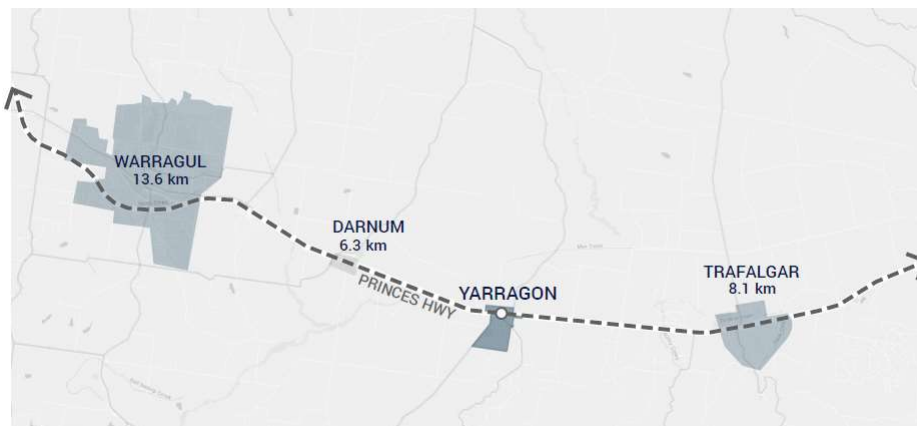 WARRAGUL
13.6 km
DARNUM
6.3 km
PRINCES HWY
YARRAGON
TRAFALGAR
8.1 km